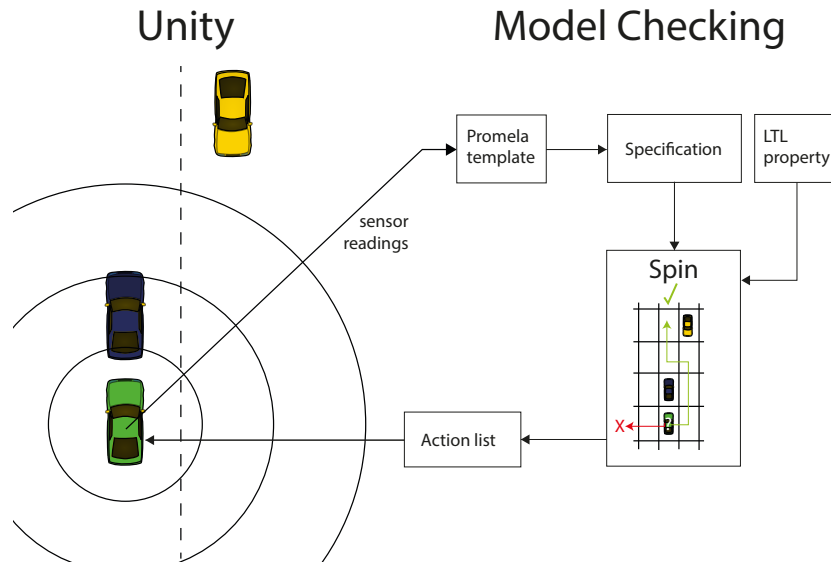 Unity
Model Checking
Promela
template
Specification
LTL
property
sensor
readings
Spin
X
?
Action list